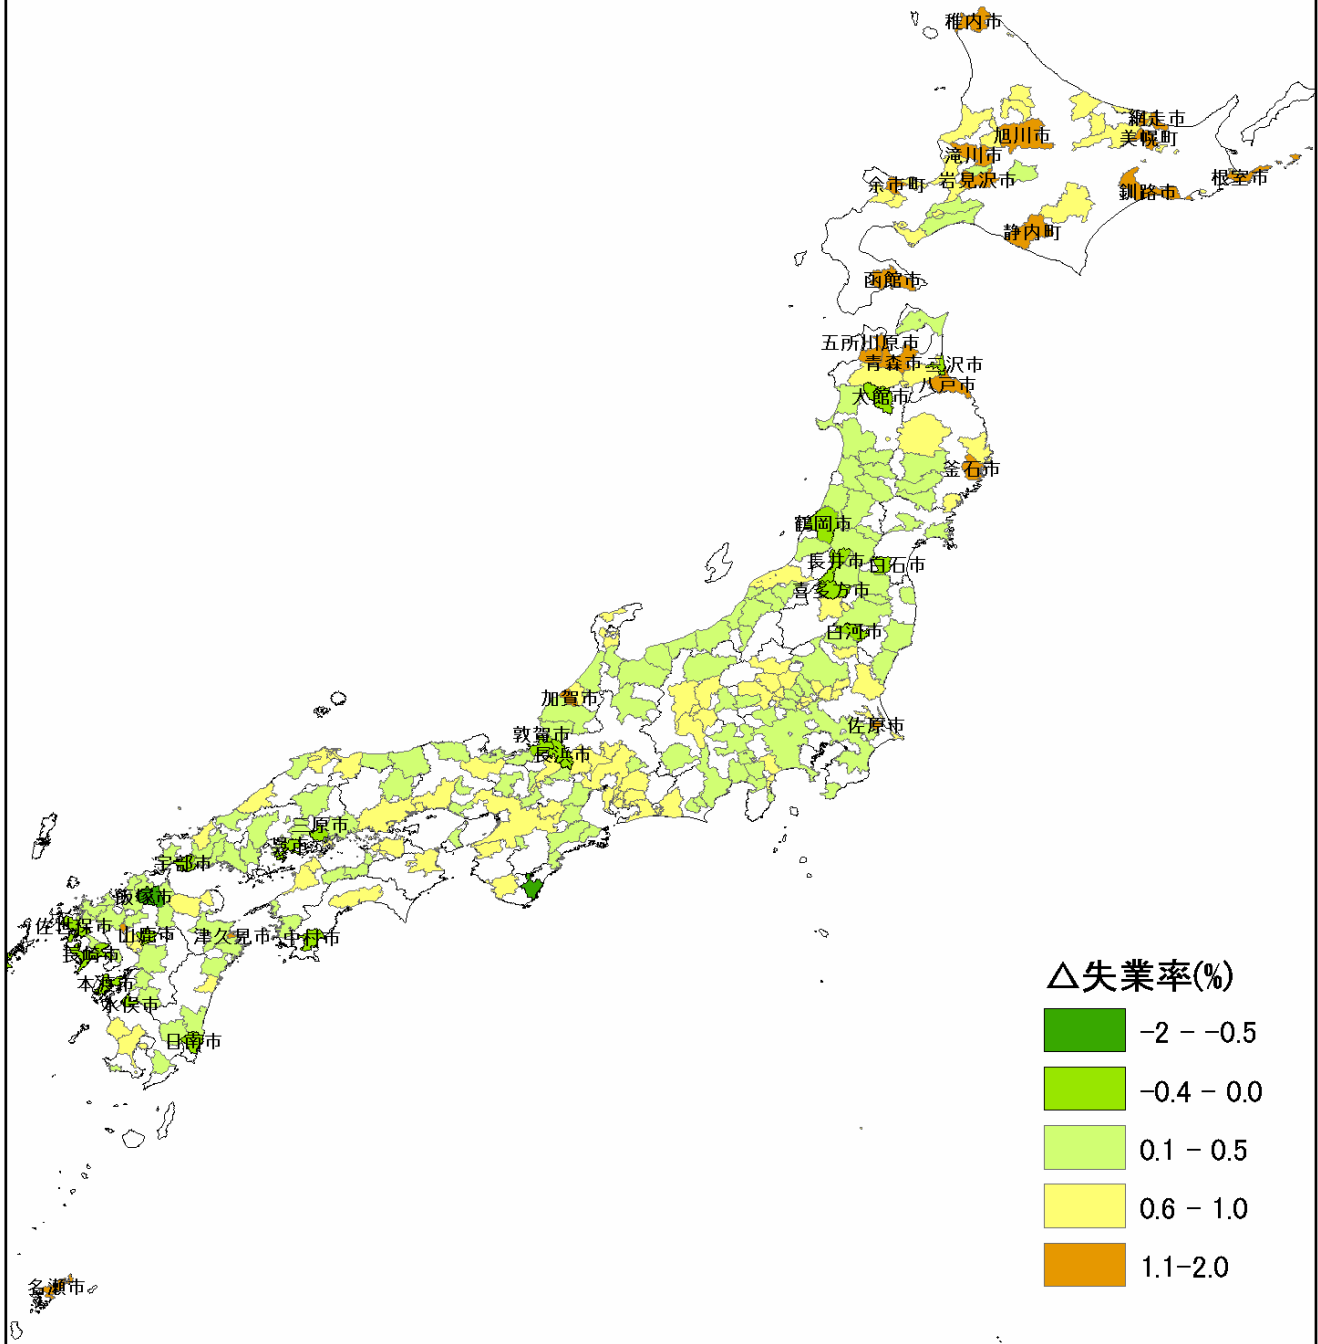 稚内市
網走市
旭川市
美幌町
滝川市
余市町
岩見沢市
根室市
釧路市
静内町
函館市
五所川原市
青森市
三沢市
八戸市
大館市
釜石市
鶴岡市
長井市
白石市
喜多方市
白河市
加賀市
佐原市
敦賀市
長浜市
三原市
呉市
宇部市
飯塚市
佐世保市
山鹿市
津久見市
中村市
長崎市
本渡市
水俣市
日南市
名瀬市
△失業率(%)
-2 - -0.5
-0.4 - 0.0
0.1 - 0.5
0.6 - 1.0
1.1-2.0